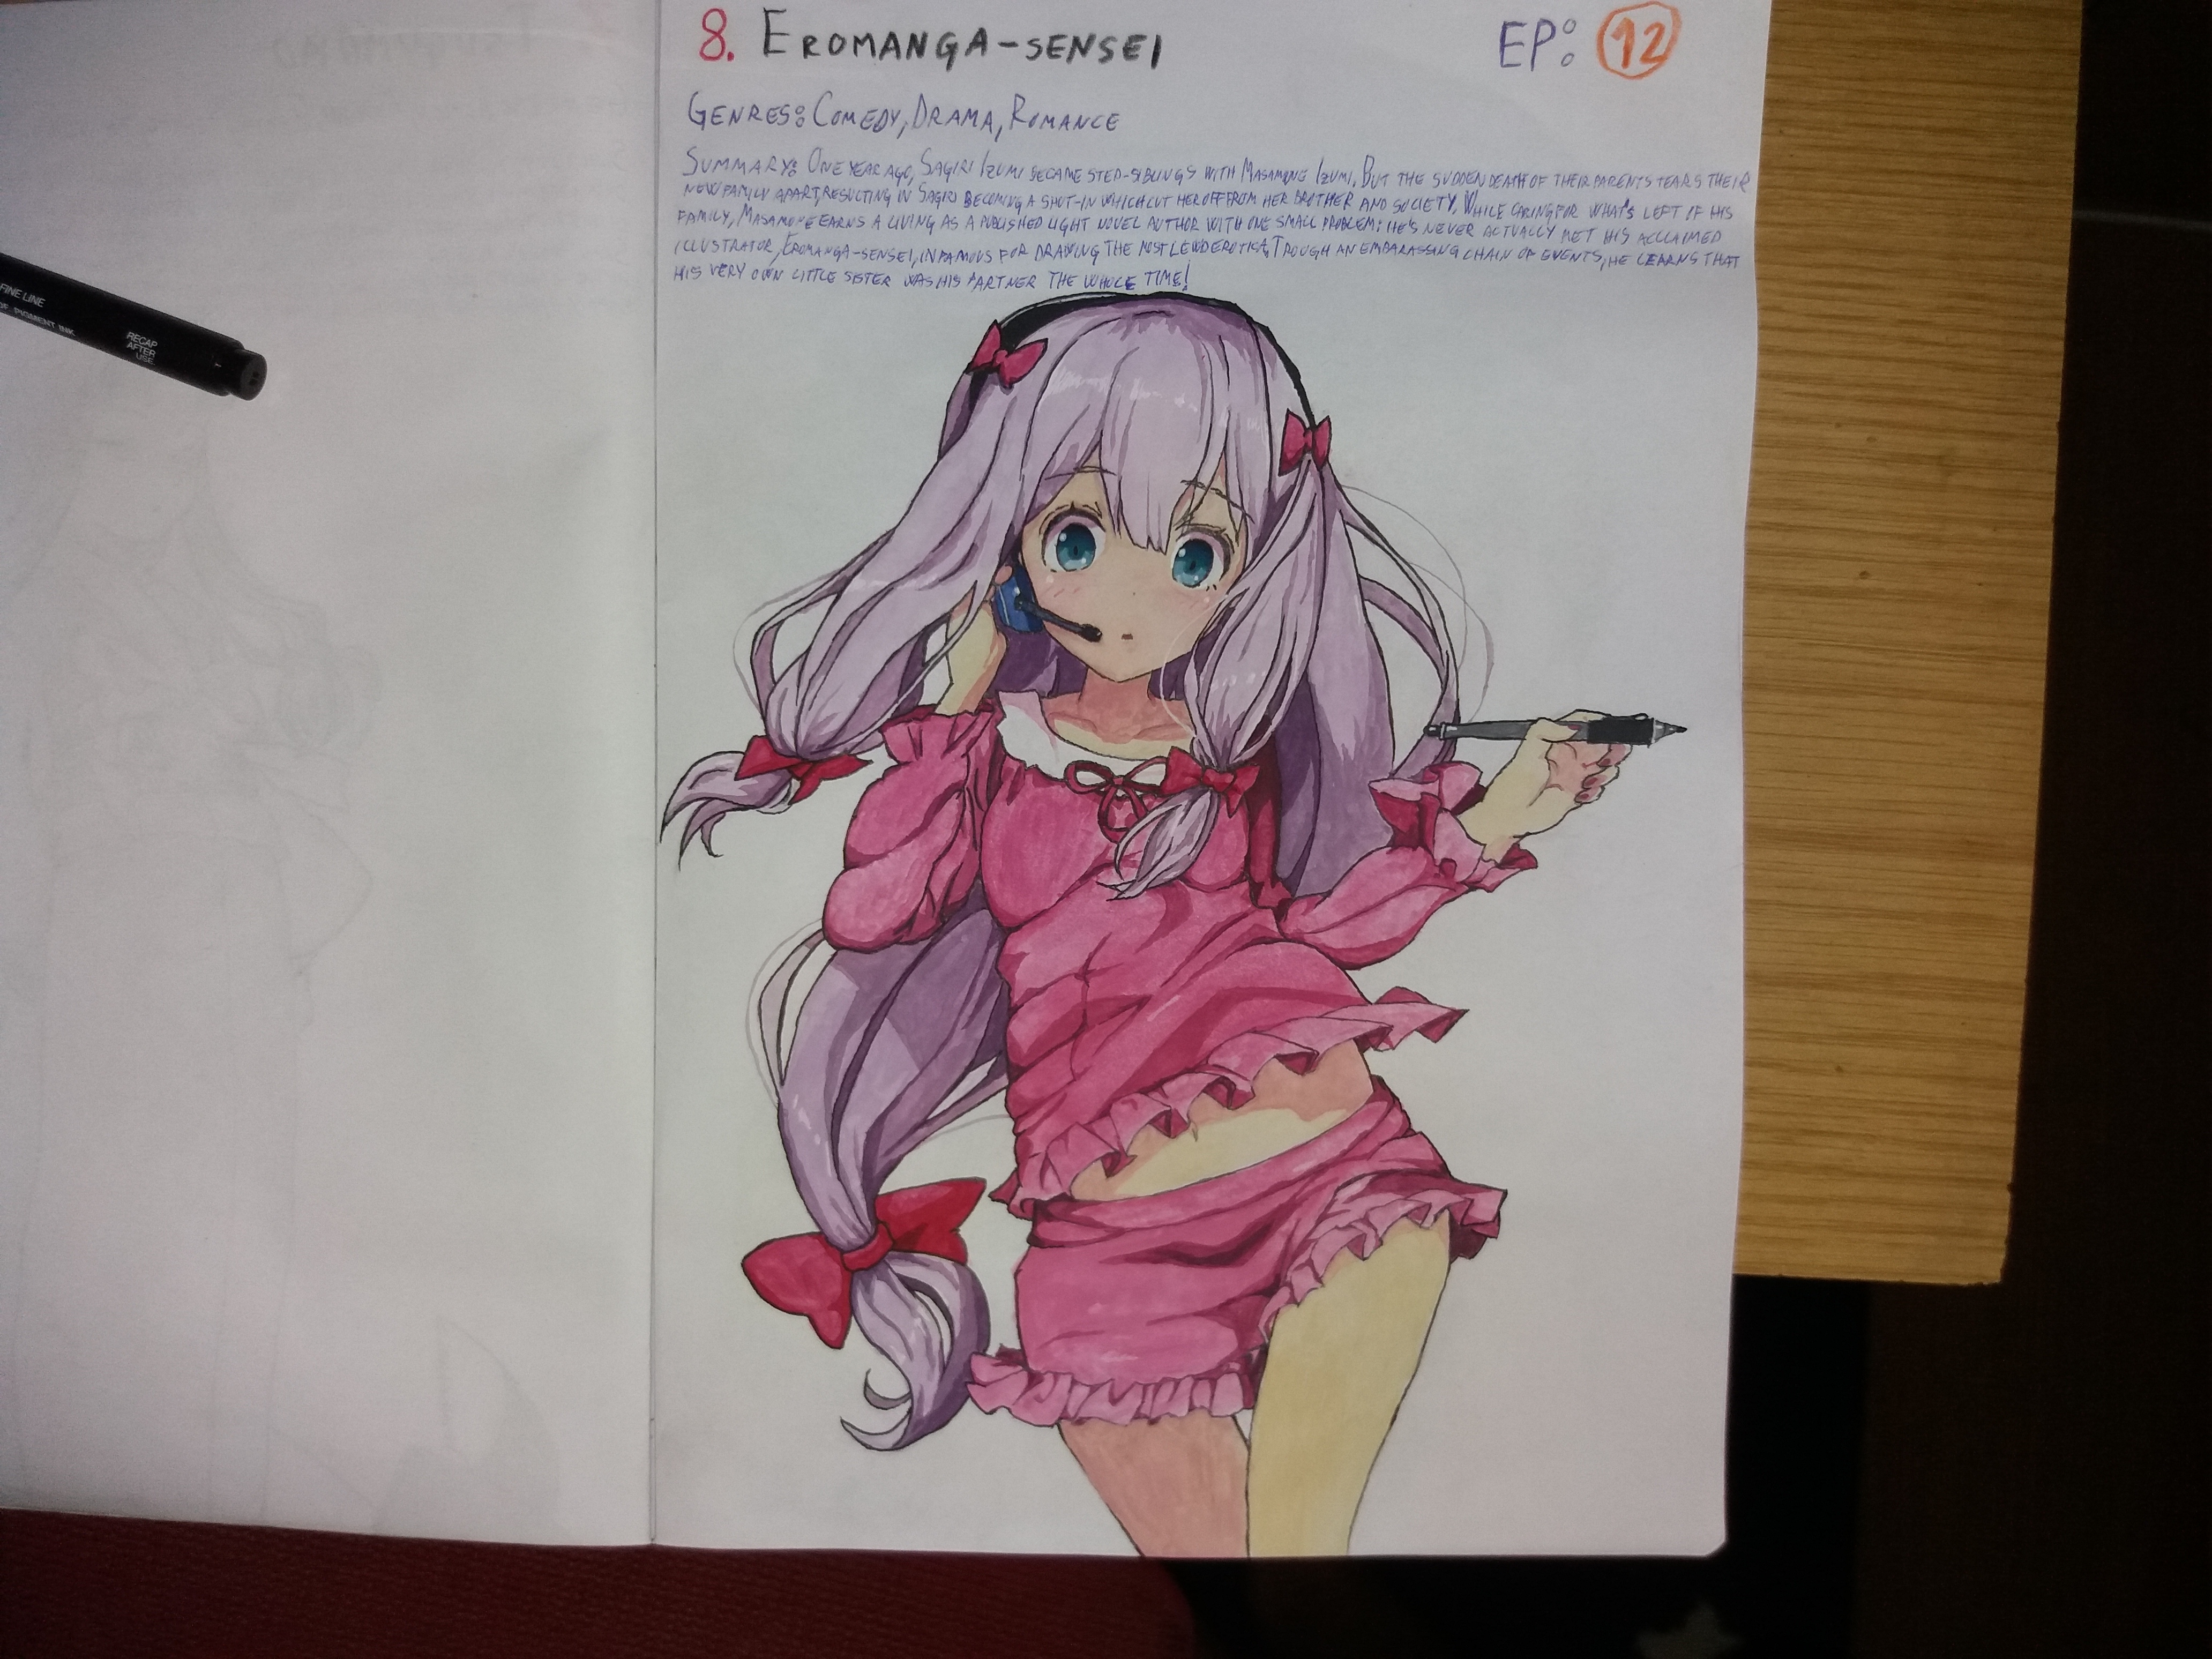 8. EROMANGA-SENSEI
EP: 12
GENRES: COMEDY, DRAMA, ROMANCE
SUMMARY: ONE YEAR AGO, SAGIRI IZUMI BECAME STEP-SIBLINGS WITH MASAMUNE IZUMI. BUT THE SUDDEN DEATH OF THEIR PARENTS TEARS THEIR
NEW FAMILY APART, RESULTING IN SAGIRI BECOMING A SHUT-IN WHICH CUT HER OFF FROM HER BROTHER AND SOCIETY. WHILE CARING FOR WHAT'S LEFT OF HIS
FAMILY, MASAMUNE EARNS A LIVING AS A PUBLISHED LIGHT NOVEL AUTHOR WITH ONE SMALL PROBLEM: HE'S NEVER ACTUALLY MET HIS ACCLAIMED
ILLUSTRATOR, EROMANGA-SENSEI, INFAMOUS FOR DRAWING THE MOST LEWD EROTICA. TROUGH AN EMBARASSING CHAIN OF EVENTS, HE LEARNS THAT
HIS VERY OWN LITTLE SISTER WAS HIS PARTNER THE WHOLE TIME!
FINE LINE
PIGMENT INK
RECAP
AFTER
USE